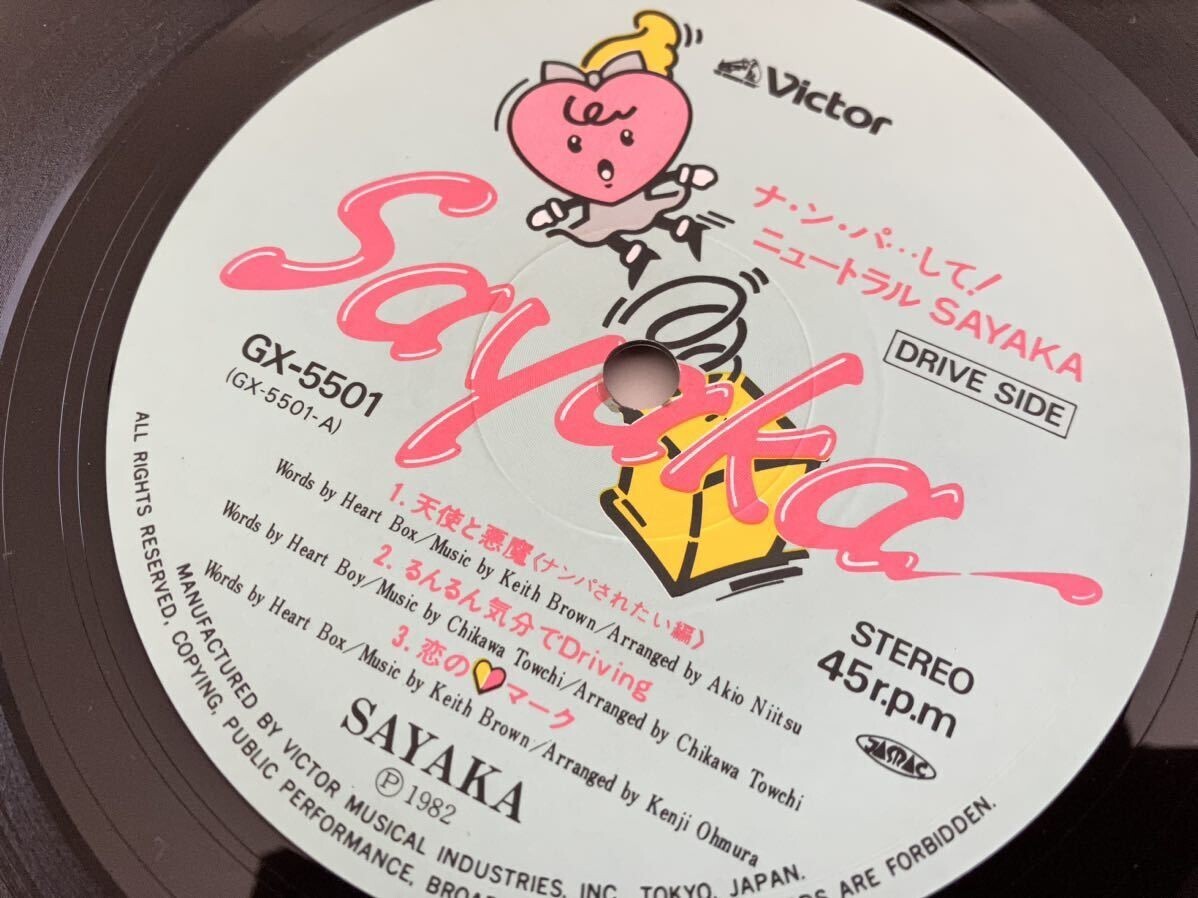 Victor
ナ・ン・パ…して!
ニュートラル SAYAKA
DRIVE SIDE
Sayaka
GX-5501
(GX-5501-A)
1. 天使と悪魔〈ナンパされたい編〉
Words by Heart Box/Music by Keith Brown/Arranged by Akio Niitsu
2. るんるん気分でDriving
Words by Heart Boy/Music by Chikawa Towchi/Arranged by Chikawa Towchi
3. 恋の マーク
Words by Heart Box/Music by Keith Brown/Arranged by Kenji Ohmura
SAYAKA
Ⓟ1982
STEREO
45r.p.m
JASRAC
ALL RIGHTS RESERVED, COPYING, PUBLIC PERFORMANCE, ARE FORBIDDEN.
MANUFACTURED BY VICTOR MUSICAL INDUSTRIES, INC. TOKYO, JAPAN.